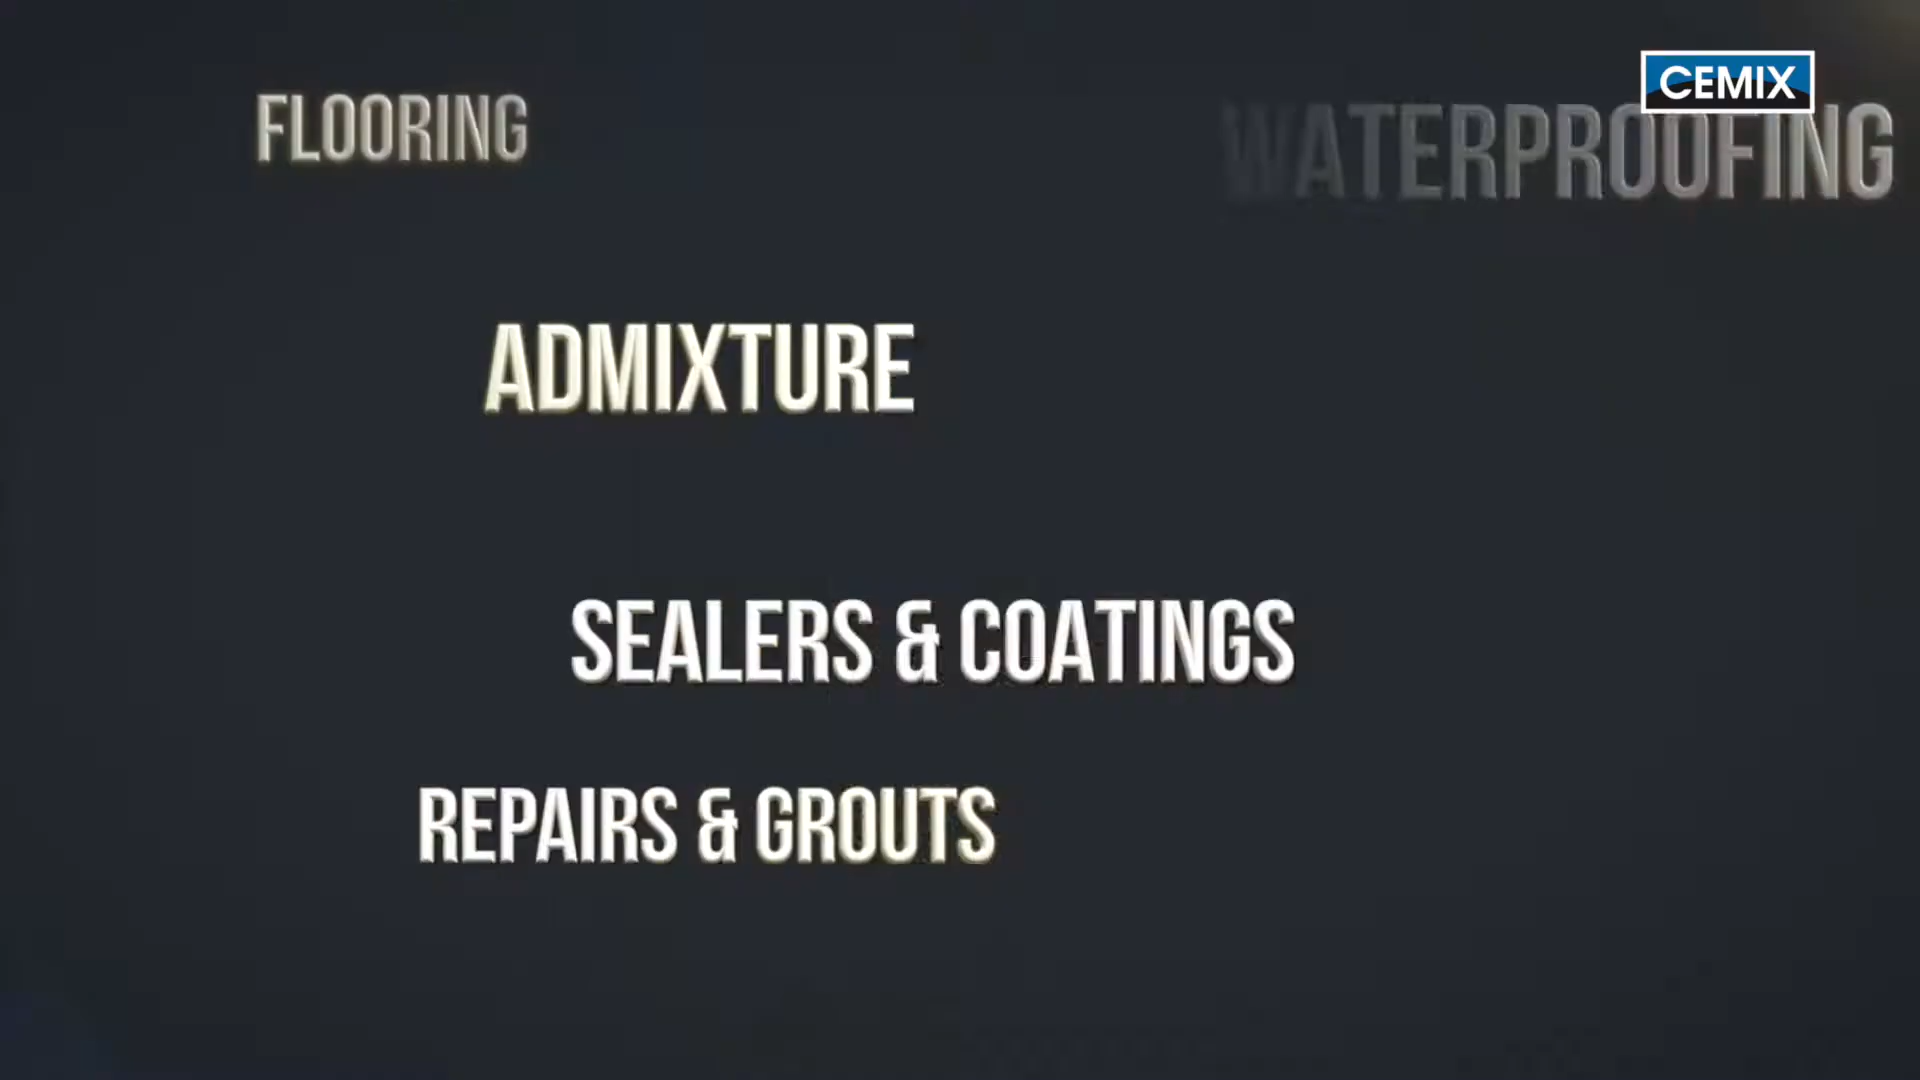 CEMIX
FLOORING
WATERPROOFING
ADMIXTURE
SEALERS & COATINGS
REPAIRS & GROUTS